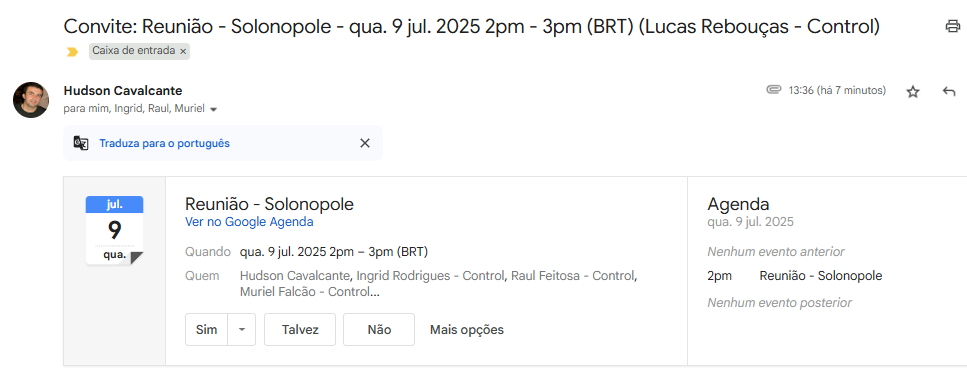 Convite: Reunião - Solonopole - qua. 9 jul. 2025 2pm - 3pm (BRT) (Lucas Rebouças - Control)
Caixa de entrada ×
Hudson Cavalcante
13:36 (há 7 minutos)
para mim, Ingrid, Raul, Muriel
Traduza para o português
jul.
9
qua.
Reunião - Solonopole
Ver no Google Agenda
Quando qua. 9 jul. 2025 2pm – 3pm (BRT)
Quem Hudson Cavalcante, Ingrid Rodrigues - Control, Raul Feitosa - Control,
Muriel Falcão - Control...
Sim
Talvez
Não
Mais opções
Agenda
qua. 9 jul. 2025
Nenhum evento anterior
2pm Reunião - Solonopole
Nenhum evento posterior